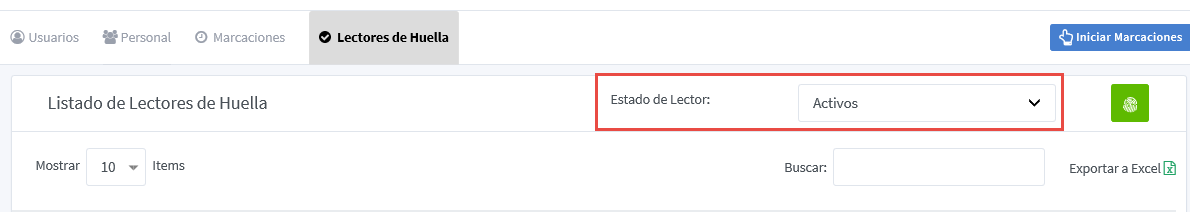 Usuarios Personal Marcaciones Lectores de Huella Iniciar Marcaciones
Listado de Lectores de Huella Estado de Lector: Activos
Mostrar 10 Items Buscar: Exportar a Excel